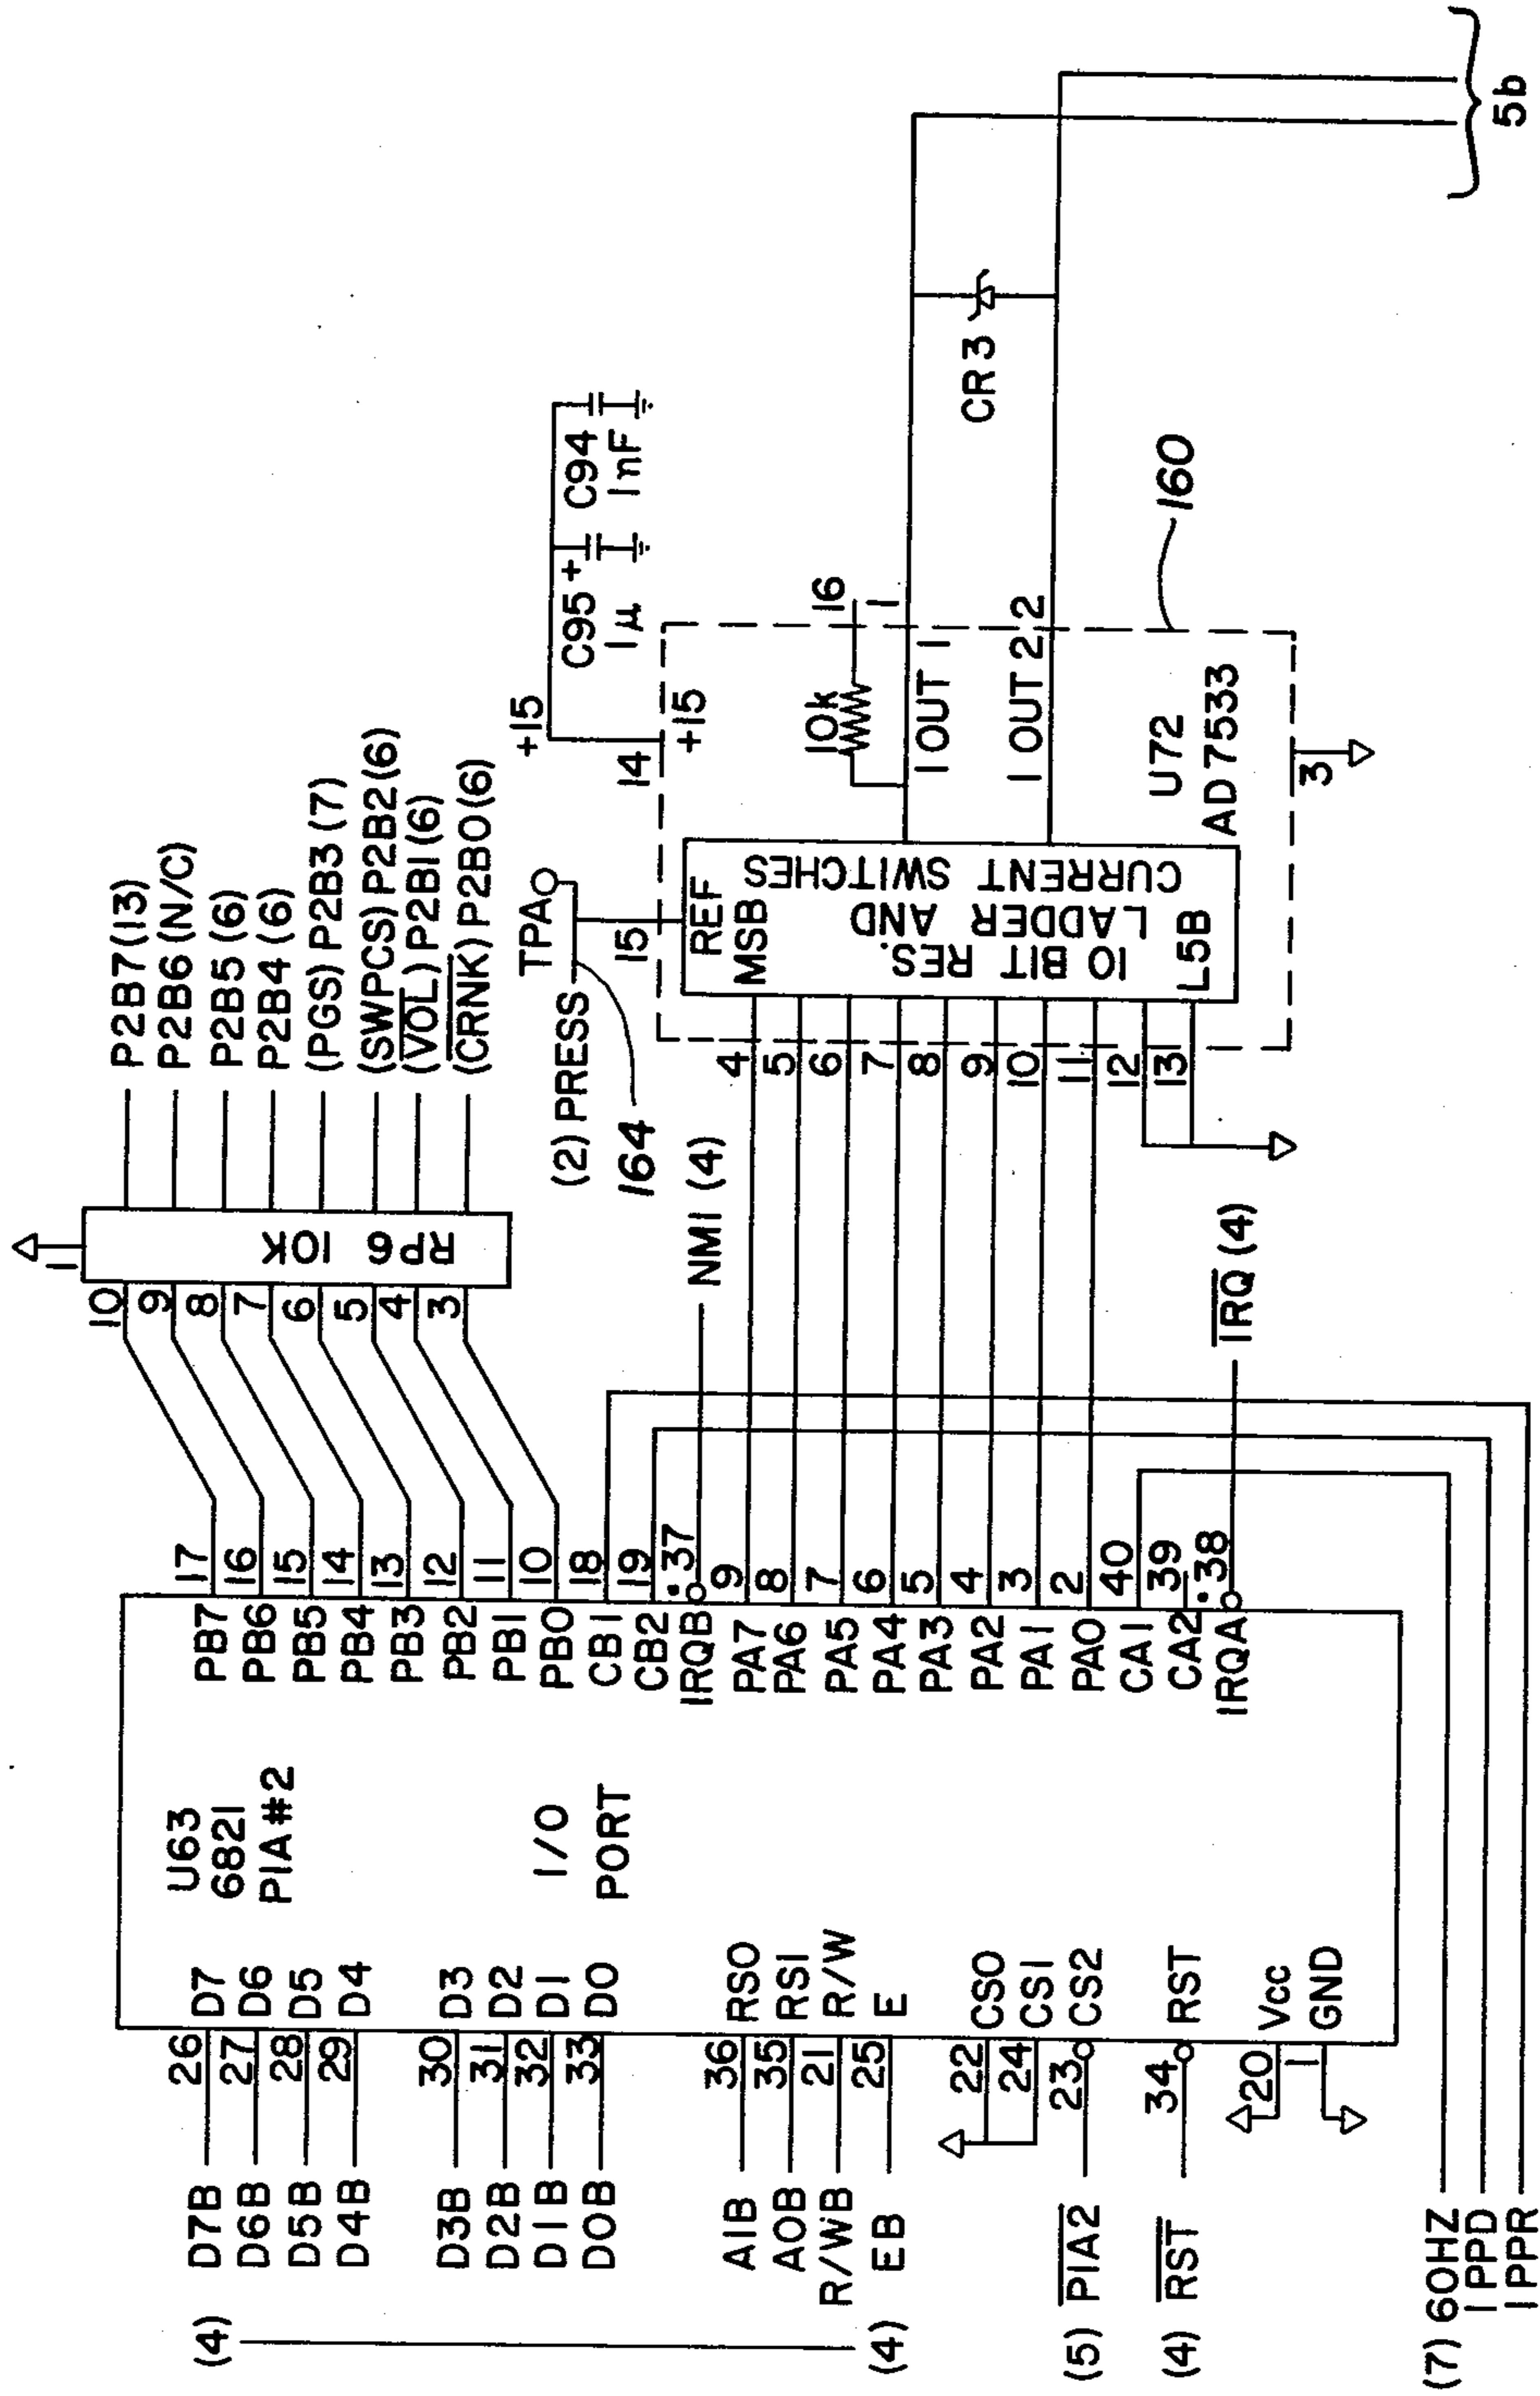 (4)
D7B 26 D7
D6B 27 D6
D5B 28 D5
D4B 29 D4
D3B 30 D3
D2B 31 D2
D1B 32 D1
D0B 33 D0
A1B 36 RS0
A0B 35 RS1
R/WB 21 R/W
(4) EB 25 E
22 CS0
24 CS1
(5) PIA2 23 CS2
(4) RST 34 RST
20 Vcc
1 GND
(7) 60HZ
1PPD
1PPR
U63
6821
PIA#2
I/O
PORT
PB7 17
PB6 16
PB5 15
PB4 14
PB3 13
PB2 12
PB1 11
PB0 10
CB1 18
CB2 19
IRQB 37
PA7 9
PA6 8
PA5 7
PA4 6
PA3 5
PA2 4
PA1 3
PA0 2
CA1 40
CA2 39
IRQA 38
1
RP6 10K
10 P2B7 (13)
9 P2B6 (N/C)
8 P2B5 (6)
7 P2B4 (6)
6 (PGS) P2B3 (7)
5 (SWPCS) P2B2 (6)
4 (VOL) P2B1 (6)
3 (CRNK) P2B0 (6)
NMI (4)
IRQ (4)
(2) PRESS
TPA
164
15
+15
14
+15
C95 +
1µ
C94
1nF
4
5
6
7
8
9
10
11
12
13
REF
MSB
L5B
10 BIT RES.
LADDER AND
CURRENT SWITCHES
10k
16
1 OUT 1
1
1 OUT 2
2
U72
AD7533
3
160
CR3
5b